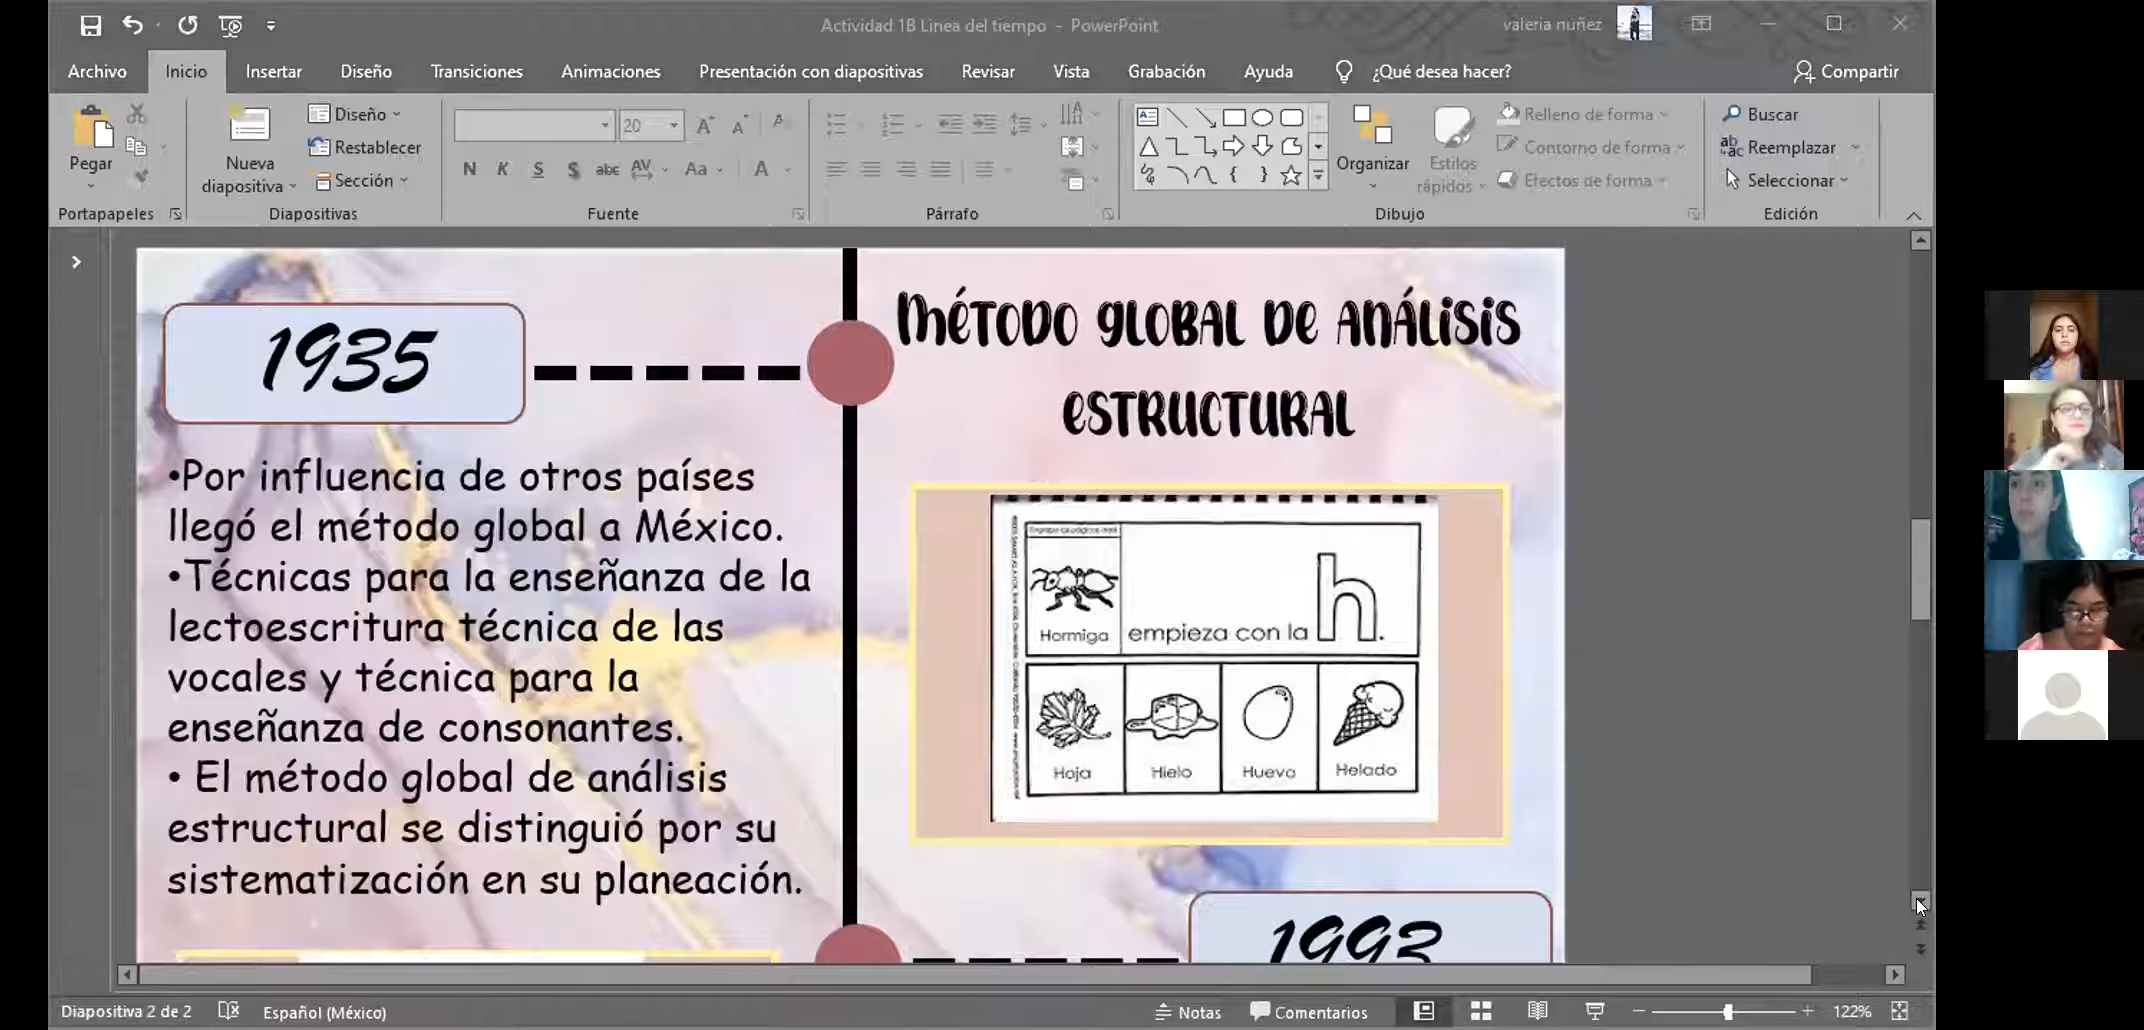 Actividad 1B Linea del tiempo - PowerPoint
valeria nuñez
Archivo Inicio Insertar Diseño Transiciones Animaciones Presentación con diapositivas Revisar Vista Grabación Ayuda ¿Qué desea hacer? Compartir
Pegar
Nueva diapositiva
Diseño
Restablecer
Sección
20
N K S S abc AV Aa A
Organizar
Estilos rápidos
Relleno de forma
Contorno de forma
Efectos de forma
Buscar
Reemplazar
Seleccionar
Portapapeles Diapositivas Fuente Párrafo Dibujo Edición
1935
•Por influencia de otros países
llegó el método global a México.
•Técnicas para la enseñanza de la
lectoescritura técnica de las
vocales y técnica para la
enseñanza de consonantes.
• El método global de análisis
estructural se distinguió por su
sistematización en su planeación.
Método global de análisis
estructural
Hormiga empieza con la h.
Hoja Hielo Huevo Helado
1993
Diapositiva 2 de 2 Español (México) Notas Comentarios 122%